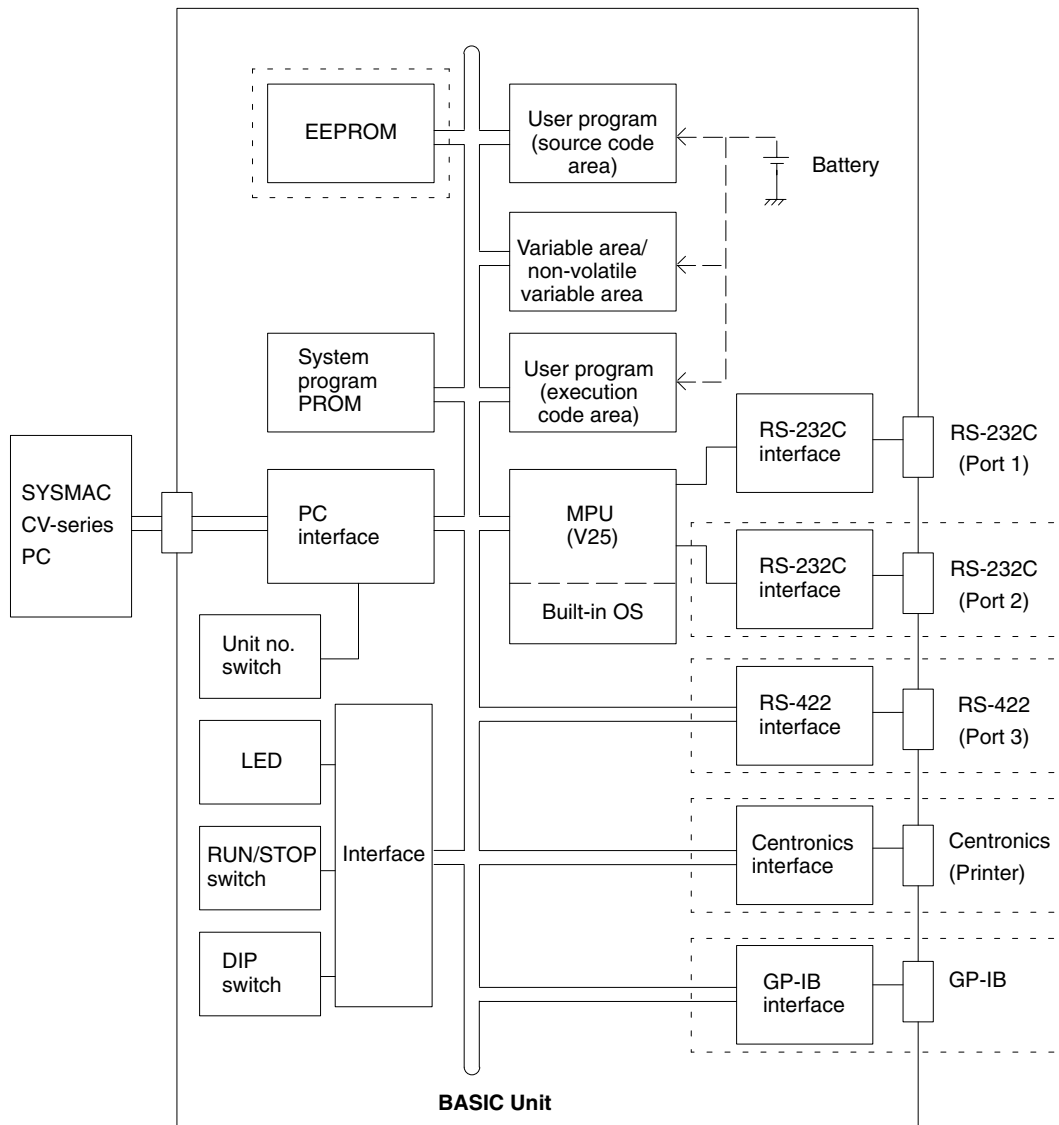 EEPROM
User program
(source code
area)
Battery
Variable area/
non-volatile
variable area
System
program
PROM
User program
(execution
code area)
RS-232C
interface
RS-232C
(Port 1)
SYSMAC
CV-series
PC
PC
interface
MPU
(V25)
Built-in OS
RS-232C
interface
RS-232C
(Port 2)
Unit no.
switch
RS-422
interface
RS-422
(Port 3)
LED
RUN/STOP
switch
Interface
Centronics
interface
Centronics
(Printer)
DIP
switch
GP-IB
interface
GP-IB
BASIC Unit